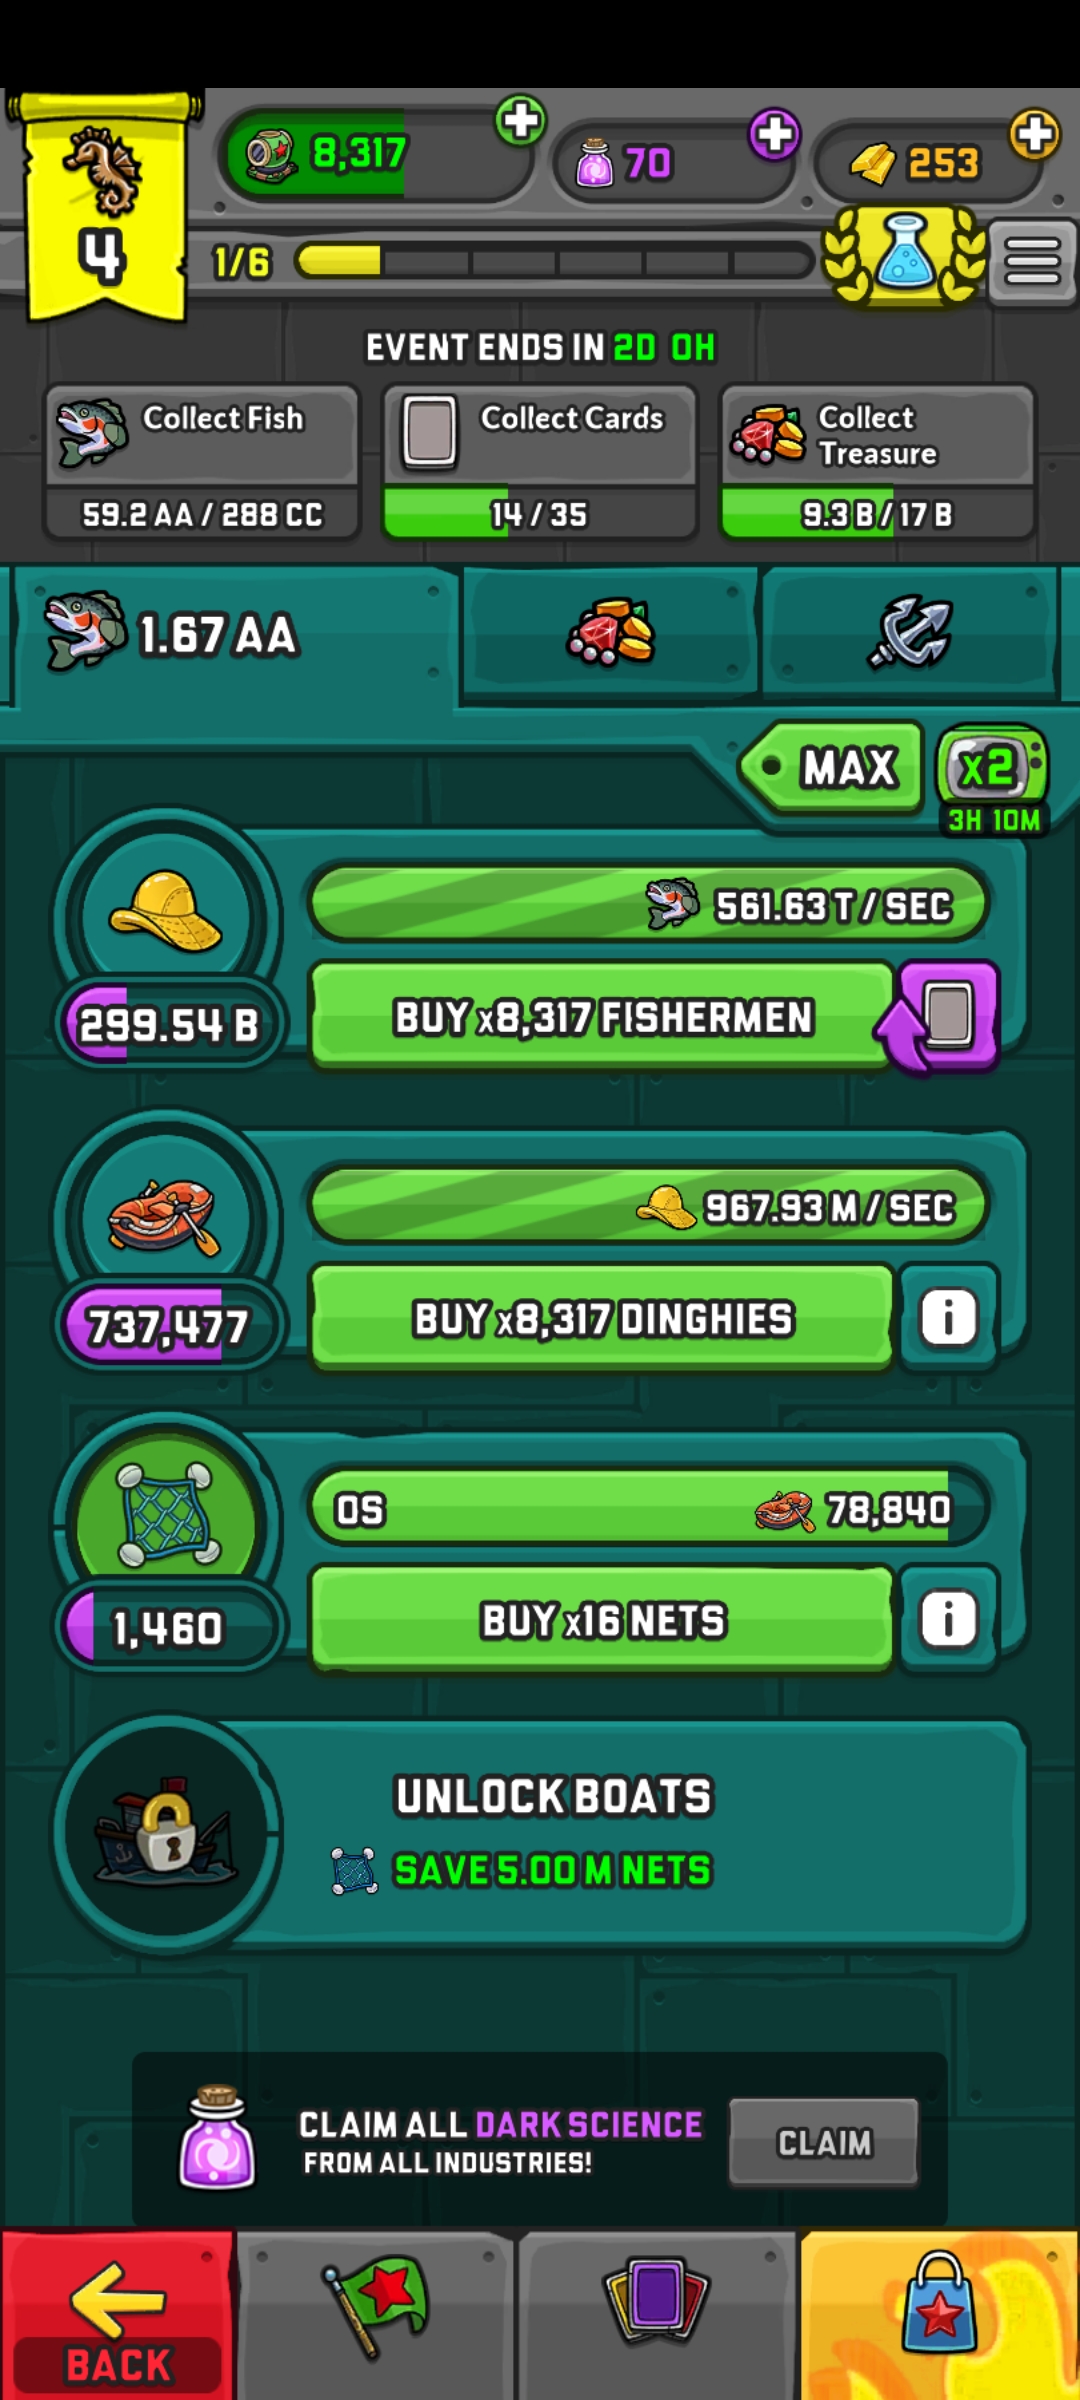 8,317
70
253
4
1/6
EVENT ENDS IN 2D 0H
Collect Fish
59.2 AA / 288 CC
Collect Cards
14 / 35
Collect
Treasure
9.3 B / 17 B
1.67 AA
MAX
x2
3H 10M
561.63 T / SEC
299.54 B
BUY x8,317 FISHERMEN
967.93 M / SEC
737,477
BUY x8,317 DINGHIES
i
0S
78,840
1,460
BUY x16 NETS
i
UNLOCK BOATS
SAVE 5.00 M NETS
CLAIM ALL DARK SCIENCE
FROM ALL INDUSTRIES!
CLAIM
BACK